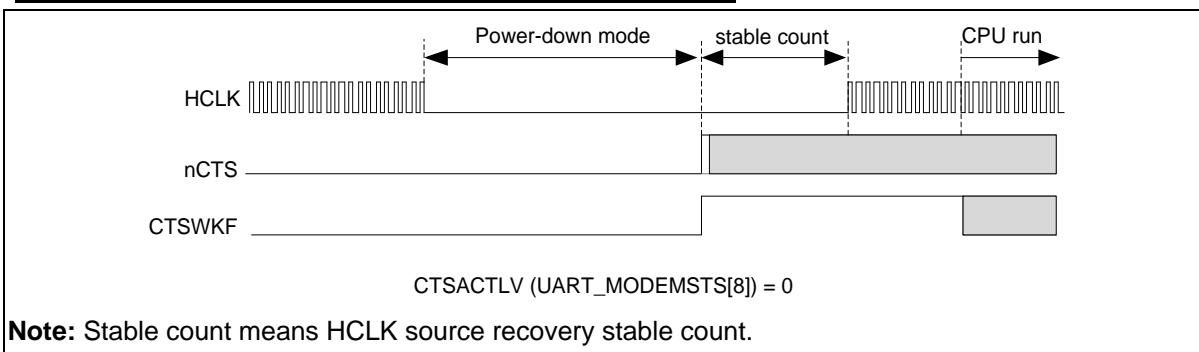 Power-down mode stable count CPU run
HCLK
nCTS
CTSWKF
CTSACTLV (UART_MODEMSTS[8]) = 0
Note: Stable count means HCLK source recovery stable count.